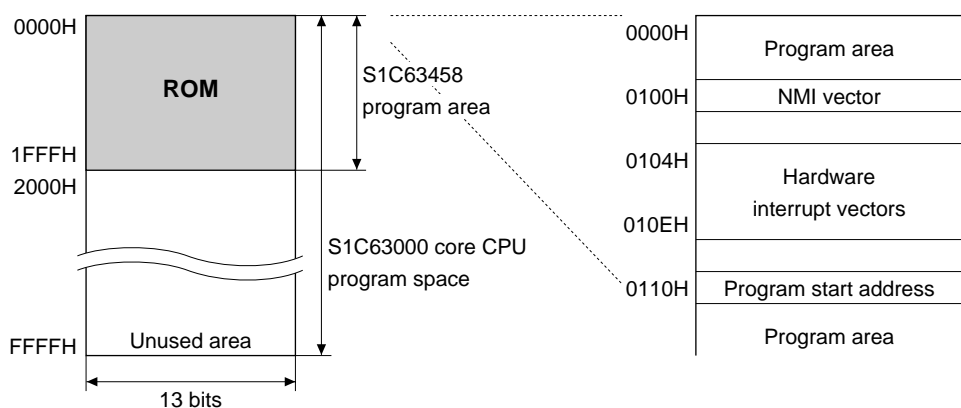 0000H
ROM
1FFFH
2000H
FFFFH
Unused area
13 bits
S1C63458
program area
S1C63000 core CPU
program space
0000H
Program area
0100H
NMI vector
0104H
Hardware
interrupt vectors
010EH
0110H
Program start address
Program area